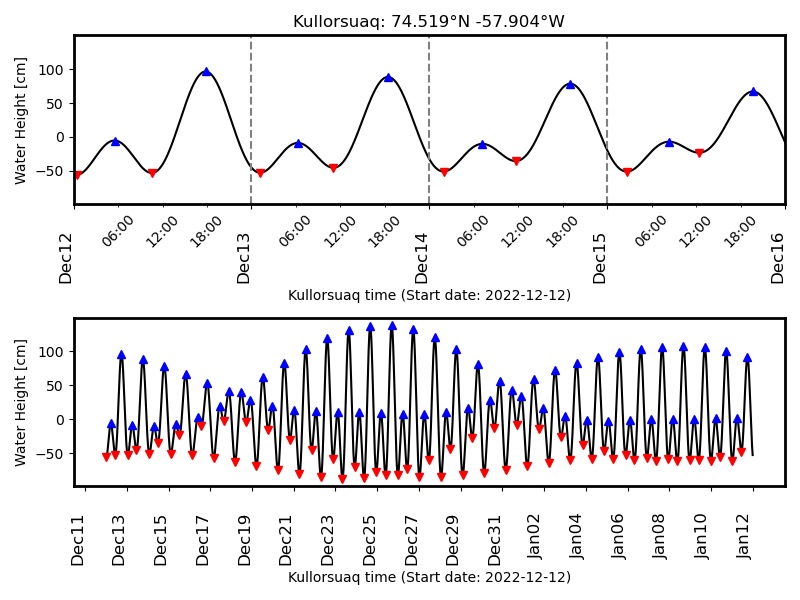 Kullorsuaq: 74.519°N -57.904°W
Water Height [cm]
100
50
0
−50
Dec12
06:00
12:00
18:00
Dec13
06:00
12:00
18:00
Dec14
06:00
12:00
18:00
Dec15
06:00
12:00
18:00
Dec16
Kullorsuaq time (Start date: 2022-12-12)
Water Height [cm]
100
50
0
−50
Dec11
Dec13
Dec15
Dec17
Dec19
Dec21
Dec23
Dec25
Dec27
Dec29
Dec31
Jan02
Jan04
Jan06
Jan08
Jan10
Jan12
Kullorsuaq time (Start date: 2022-12-12)